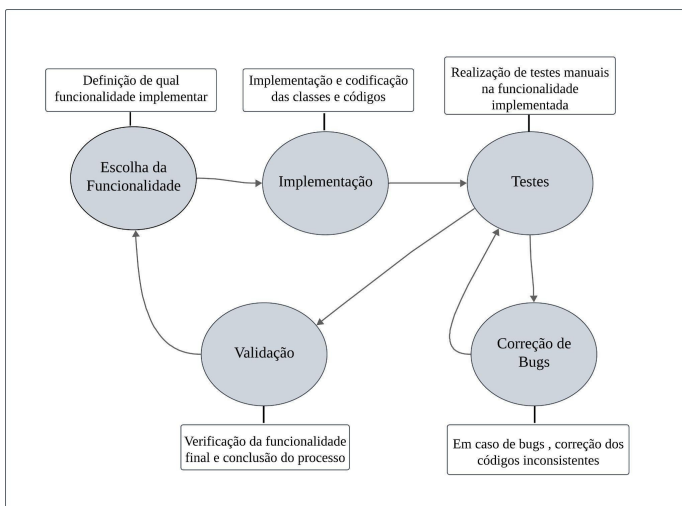 Definição de qual
funcionalidade implementar
Implementação e codificação
das classes e códigos
Realização de testes manuais
na funcionalidade
implementada
Escolha da
Funcionalidade
Implementação
Testes
Validação
Correção de
Bugs
Verificação da funcionalidade
final e conclusão do processo
Em caso de bugs , correção dos
códigos inconsistentes